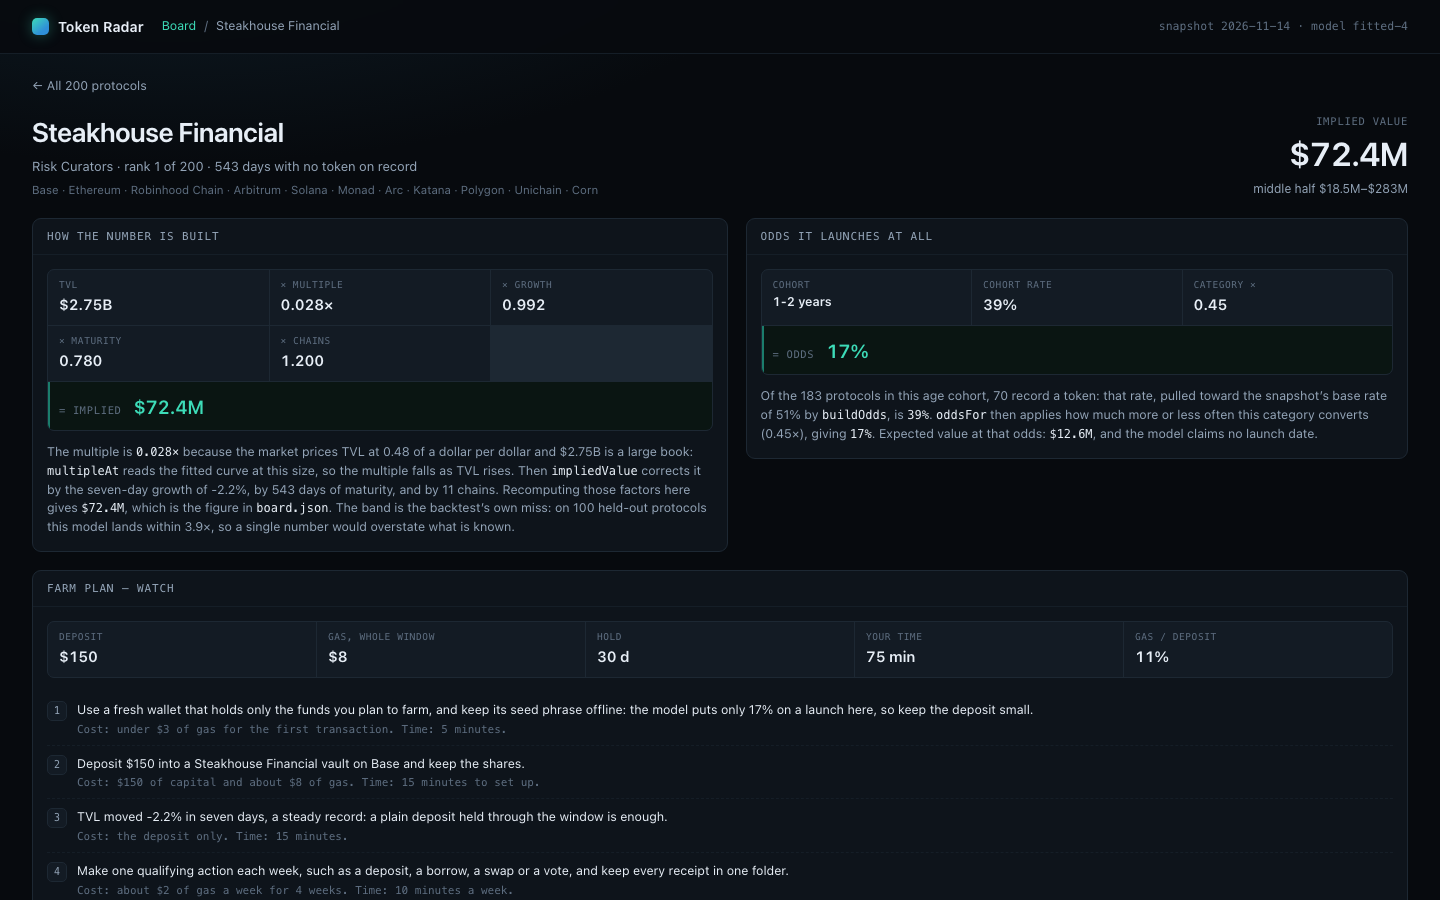 Token Radar Board / Steakhouse Financial snapshot 2026-11-14 · model fitted-4
← All 200 protocols
Steakhouse Financial
Risk Curators · rank 1 of 200 · 543 days with no token on record
Base · Ethereum · Robinhood Chain · Arbitrum · Solana · Monad · Arc · Katana · Polygon · Unichain · Corn
IMPLIED VALUE
$72.4M
middle half $18.5M–$283M
HOW THE NUMBER IS BUILT
TVL × MULTIPLE × GROWTH
$2.75B 0.028× 0.992
× MATURITY × CHAINS
0.780 1.200
= IMPLIED $72.4M
The multiple is 0.028× because the market prices TVL at 0.48 of a dollar per dollar and $2.75B is a large book:
multipleAt reads the fitted curve at this size, so the multiple falls as TVL rises. Then impliedValue corrects it
by the seven-day growth of -2.2%, by 543 days of maturity, and by 11 chains. Recomputing those factors here
gives $72.4M, which is the figure in board.json. The band is the backtest's own miss: on 100 held-out protocols
this model lands within 3.9×, so a single number would overstate what is known.
ODDS IT LAUNCHES AT ALL
COHORT COHORT RATE CATEGORY ×
1-2 years 39% 0.45
= ODDS 17%
Of the 183 protocols in this age cohort, 70 record a token: that rate, pulled toward the snapshot's base rate
of 51% by buildOdds, is 39%. oddsFor then applies how much more or less often this category converts
(0.45×), giving 17%. Expected value at that odds: $12.6M, and the model claims no launch date.
FARM PLAN — WATCH
DEPOSIT GAS, WHOLE WINDOW HOLD YOUR TIME GAS / DEPOSIT
$150 $8 30 d 75 min 11%
1 Use a fresh wallet that holds only the funds you plan to farm, and keep its seed phrase offline: the model puts only 17% on a launch here, so keep the deposit small.
Cost: under $3 of gas for the first transaction. Time: 5 minutes.
2 Deposit $150 into a Steakhouse Financial vault on Base and keep the shares.
Cost: $150 of capital and about $8 of gas. Time: 15 minutes to set up.
3 TVL moved -2.2% in seven days, a steady record: a plain deposit held through the window is enough.
Cost: the deposit only. Time: 15 minutes.
4 Make one qualifying action each week, such as a deposit, a borrow, a swap or a vote, and keep every receipt in one folder.
Cost: about $2 of gas a week for 4 weeks. Time: 10 minutes a week.